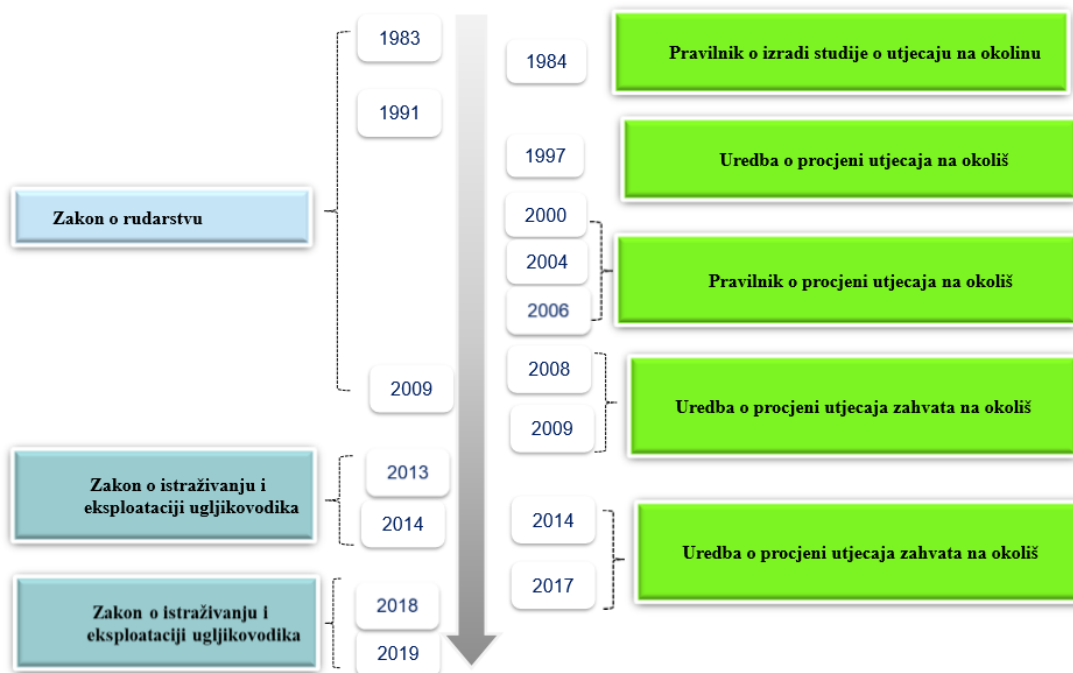 1983
1984
Pravilnik o izradi studije o utjecaju na okolinu
1991
1997
Uredba o procjeni utjecaja na okoliš
Zakon o rudarstvu
2000
2004
2006
Pravilnik o procjeni utjecaja na okoliš
2009
2008
2009
Uredba o procjeni utjecaja zahvata na okoliš
Zakon o istraživanju i
eksploataciji ugljikovodika
2013
2014
2014
2017
Uredba o procjeni utjecaja zahvata na okoliš
Zakon o istraživanju i
eksploataciji ugljikovodika
2018
2019